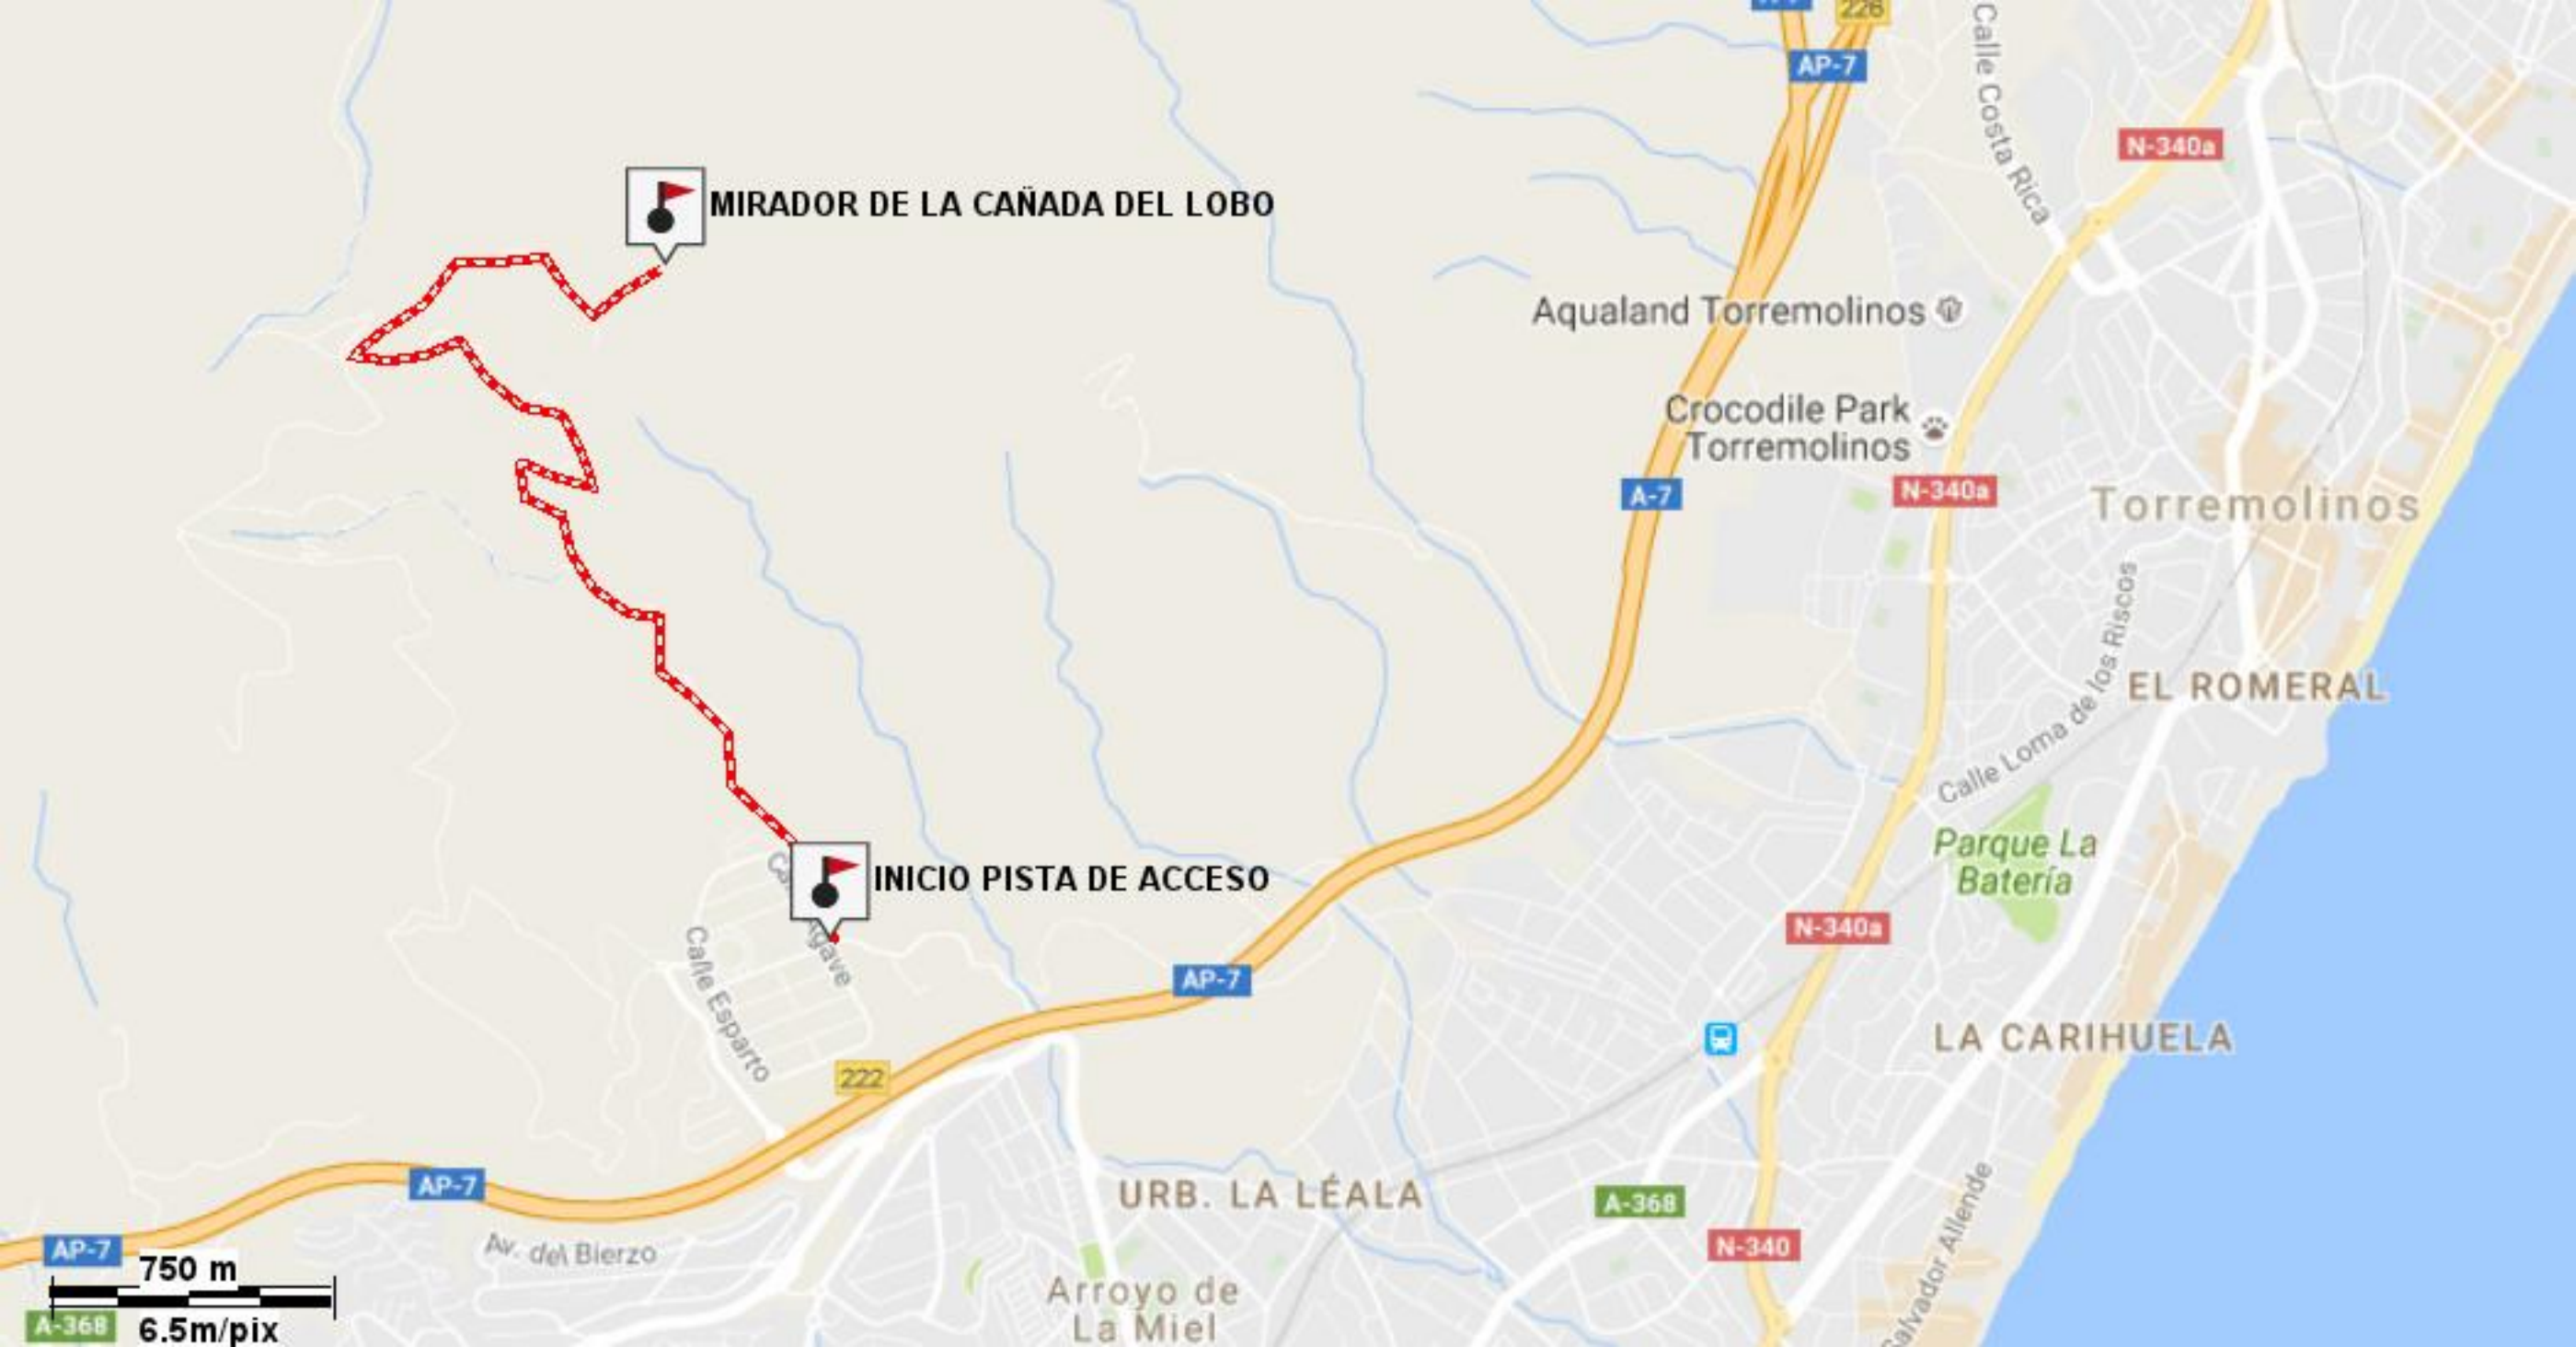 226
AP-7
Calle Costa Rica
N-340a
MIRADOR DE LA CAÑADA DEL LOBO
Aqualand Torremolinos
Crocodile Park
Torremolinos
A-7
N-340a
Torremolinos
Calle Loma de los Riscos
EL ROMERAL
Parque La
Batería
INICIO PISTA DE ACCESO
N-340a
Calle Esparto
AP-7
LA CARIHUELA
222
AP-7
URB. LA LÉALA
A-368
Salvador Allende
AP-7
Av. del Bierzo
N-340
750 m
Arroyo de
La Miel
A-368
6.5m/pix